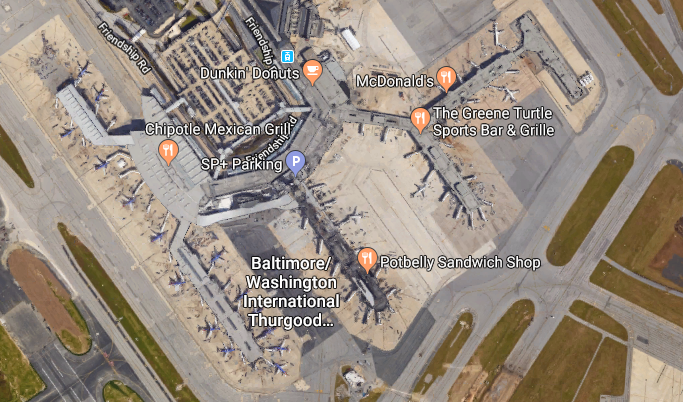 Friendship Rd
Friendship Rd
Dunkin' Donuts
McDonald's
The Greene Turtle
Sports Bar & Grille
Chipotle Mexican Grill
Friendship Rd
SP+ Parking
P
Baltimore/
Washington
International
Thurgood...
Potbelly Sandwich Shop